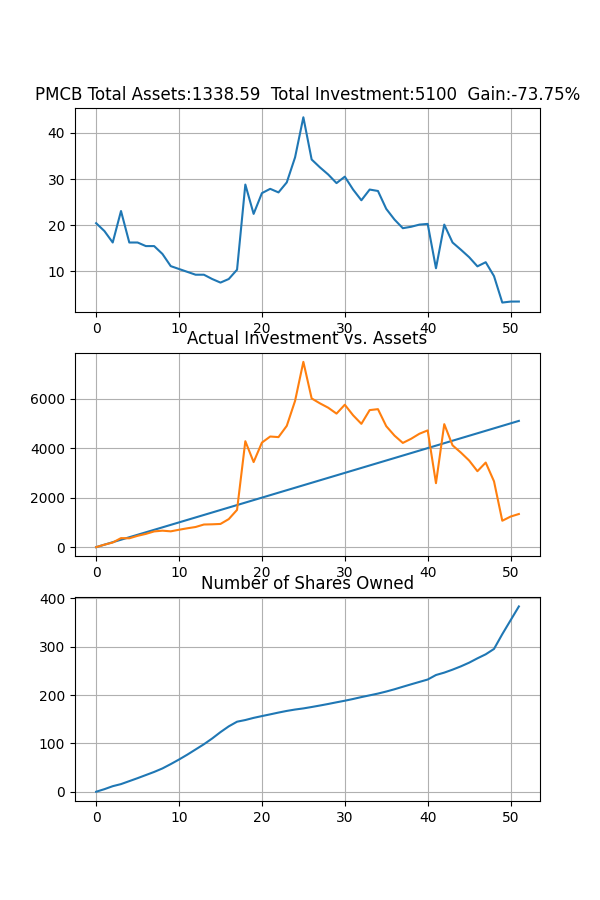 PMCB Total Assets:1338.59  Total Investment:5100  Gain:-73.75%
40
30
20
10
0 10 20 30 40 50
Actual Investment vs. Assets
6000
4000
2000
0
0 10 20 30 40 50
Number of Shares Owned
400
300
200
100
0
0 10 20 30 40 50